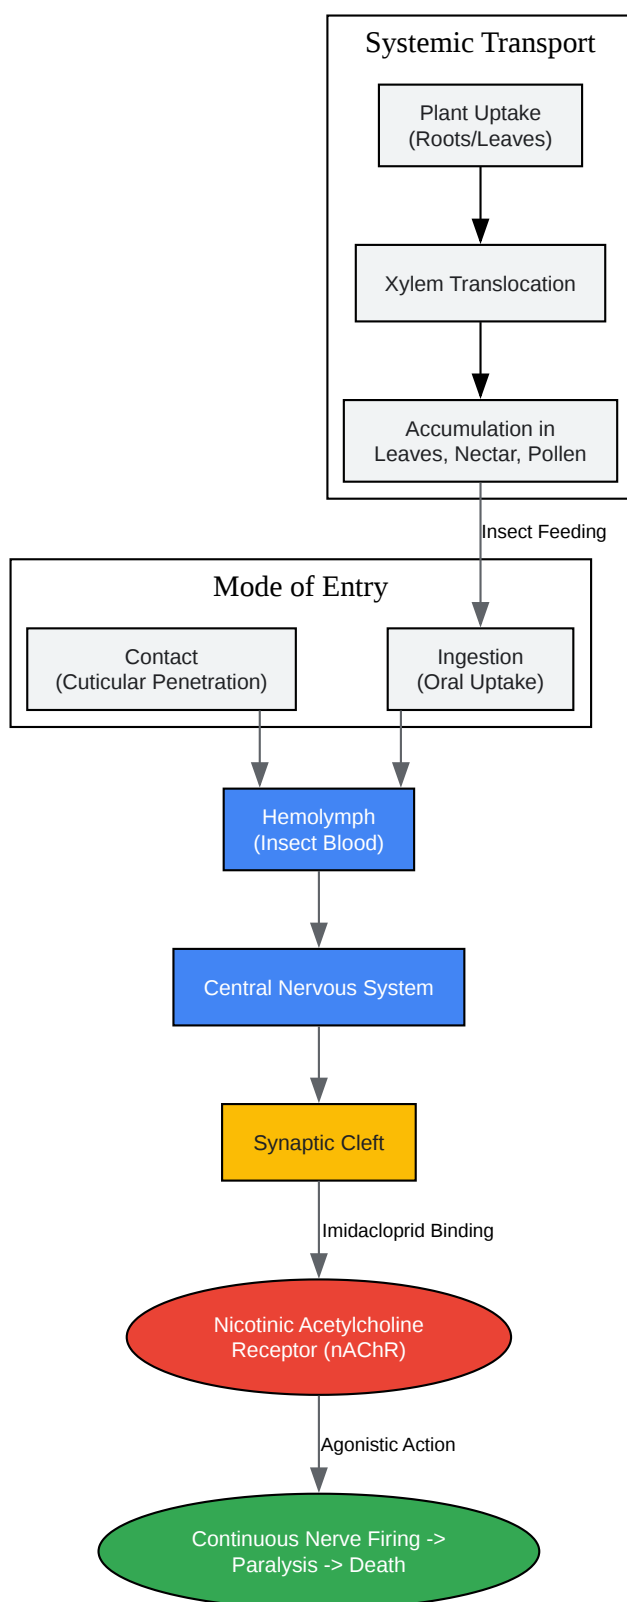 Systemic Transport
Plant Uptake
(Roots/Leaves)
Xylem Translocation
Accumulation in
Leaves, Nectar, Pollen
Insect Feeding
Mode of Entry
Contact
(Cuticular Penetration)
Ingestion
(Oral Uptake)
Hemolymph
(Insect Blood)
Central Nervous System
Synaptic Cleft
Imidacloprid Binding
Nicotinic Acetylcholine
Receptor (nAChR)
Agonistic Action
Continuous Nerve Firing ->
Paralysis -> Death